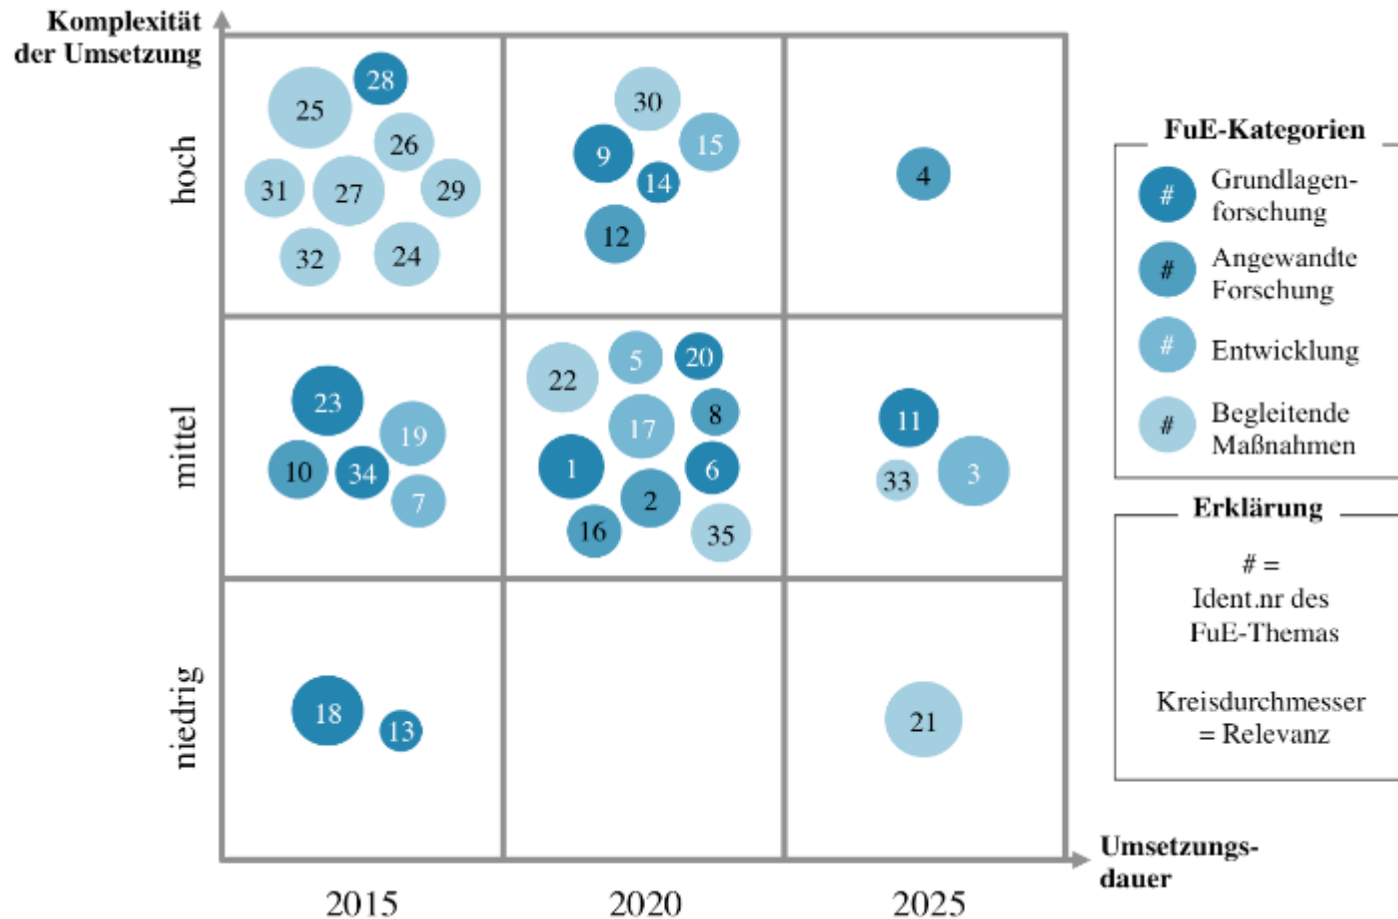 Komplexität
der Umsetzung
hoch
25
28
26
31
27
29
32
24
30
9
15
14
12
4
mittel
23
19
10
34
7
22
5
20
17
8
1
6
2
16
35
11
33
3
niedrig
18
13
21
2015
2020
2025
Umsetzungs-
dauer
FuE-Kategorien
# Grundlagen-
forschung
# Angewandte
Forschung
# Entwicklung
# Begleitende
Maßnahmen
Erklärung
# =
Ident.nr des
FuE-Themas
Kreisdurchmesser
= Relevanz